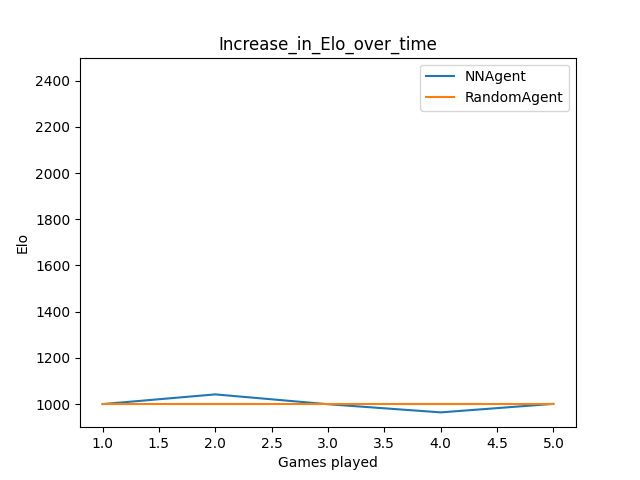 Increase_in_Elo_over_time
NNAgent
RandomAgent
2400
2200
2000
1800
1600
1400
1200
1000
Elo
1.0 1.5 2.0 2.5 3.0 3.5 4.0 4.5 5.0
Games played